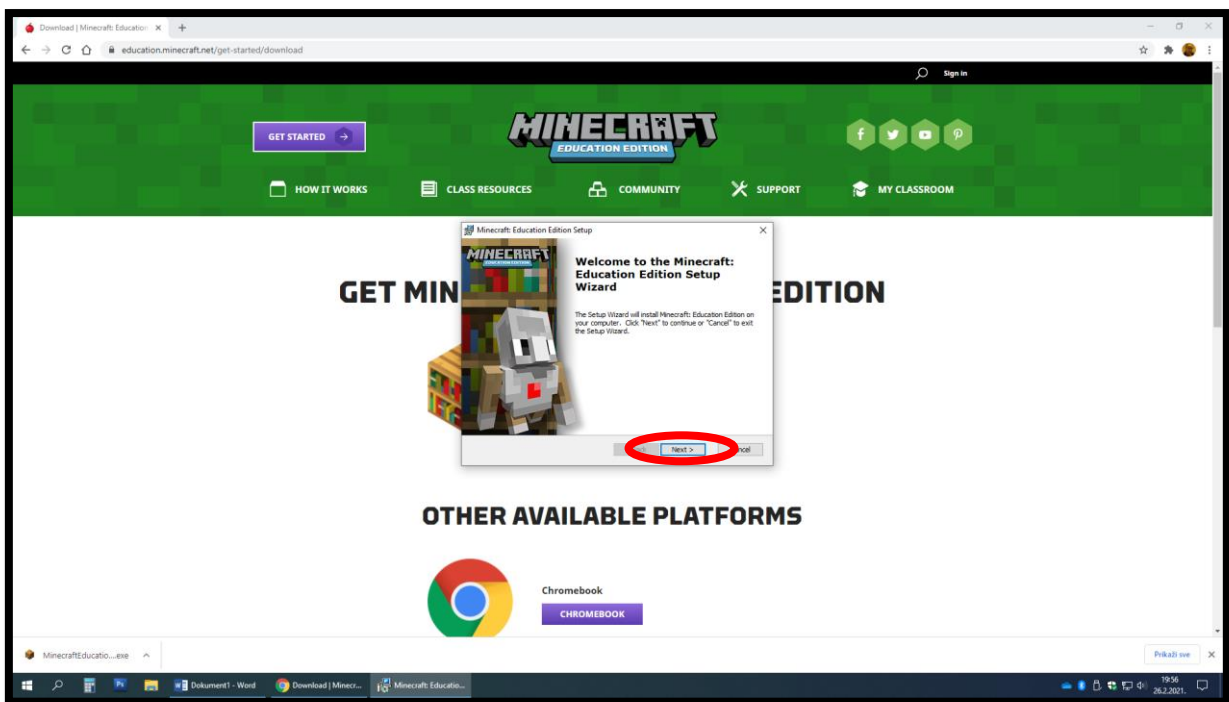 Download | Minecraft: Education
education.minecraft.net/get-started/download
Sign in
GET STARTED
MINECRAFT
EDUCATION EDITION
HOW IT WORKS
CLASS RESOURCES
COMMUNITY
SUPPORT
MY CLASSROOM
Minecraft: Education Edition Setup
MINECRAFT
Welcome to the Minecraft:
Education Edition Setup
Wizard
GET MIN EDITION
The Setup Wizard will install Minecraft: Education Edition on
your computer. Click "Next" to continue or "Cancel" to exit
the Setup Wizard.
Next >
OTHER AVAILABLE PLATFORMS
Chromebook
CHROMEBOOK
MinecraftEducatio....exe
Prikaži sve
Dokument1 - Word
Download | Minecr...
Minecraft: Educatio...
19:56
26.2.2021.